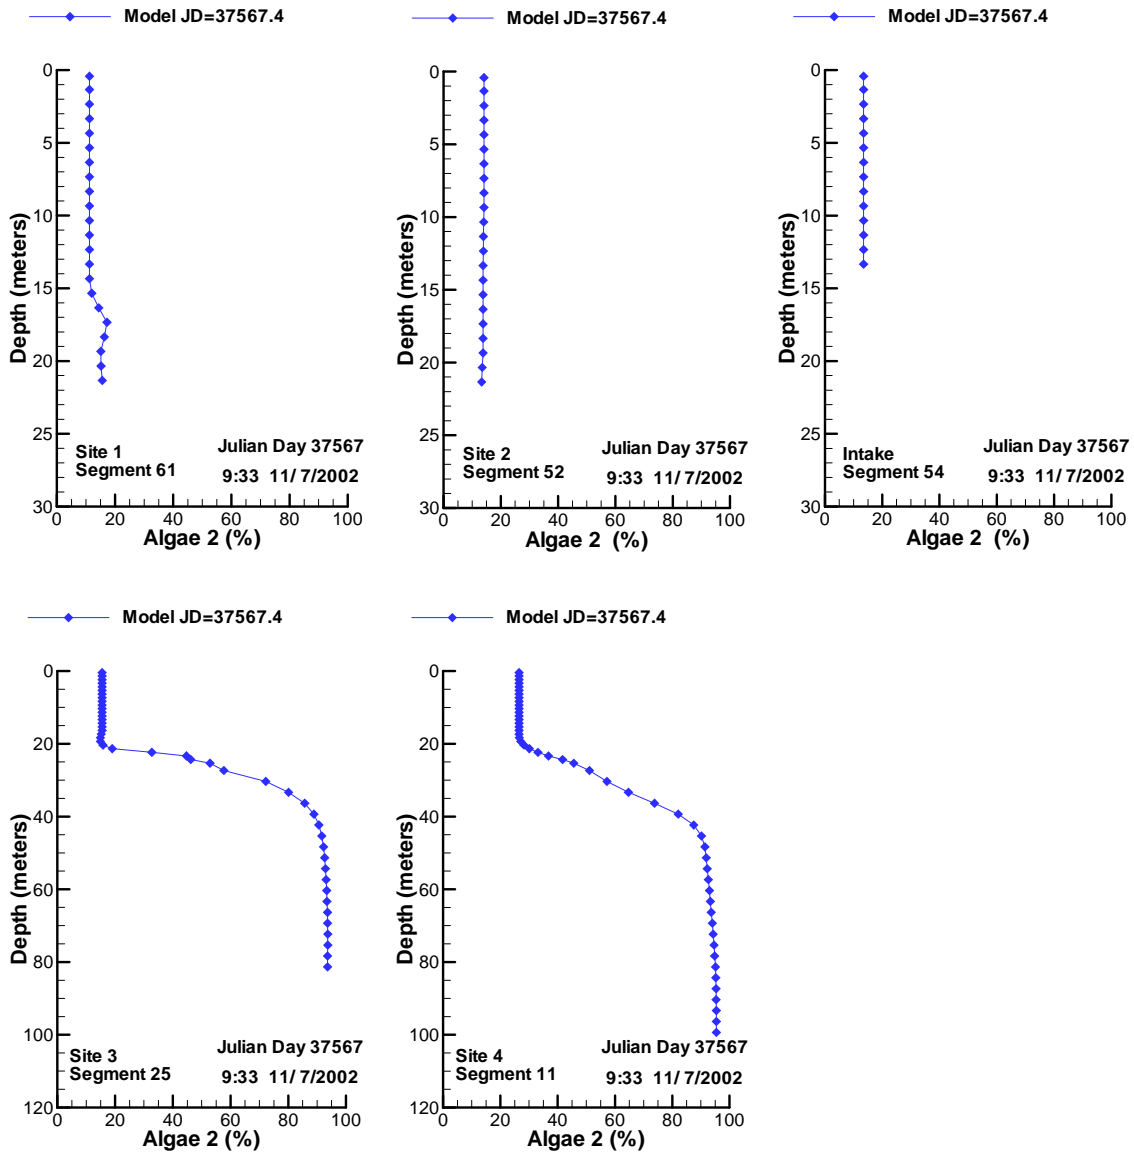 Model JD=37567.4
0
5
10
15
20
25
30
Depth (meters)
Site 1
Segment 61
Julian Day 37567
9:33 11/ 7/2002
0 20 40 60 80 100
Algae 2 (%)
Model JD=37567.4
0
5
10
15
20
25
30
Depth (meters)
Site 2
Segment 52
Julian Day 37567
9:33 11/ 7/2002
0 20 40 60 80 100
Algae 2 (%)
Model JD=37567.4
0
5
10
15
20
25
30
Depth (meters)
Intake
Segment 54
Julian Day 37567
9:33 11/ 7/2002
0 20 40 60 80 100
Algae 2 (%)
Model JD=37567.4
0
20
40
60
80
100
120
Depth (meters)
Site 3
Segment 25
Julian Day 37567
9:33 11/ 7/2002
0 20 40 60 80 100
Algae 2 (%)
Model JD=37567.4
0
20
40
60
80
100
120
Depth (meters)
Site 4
Segment 11
Julian Day 37567
9:33 11/ 7/2002
0 20 40 60 80 100
Algae 2 (%)